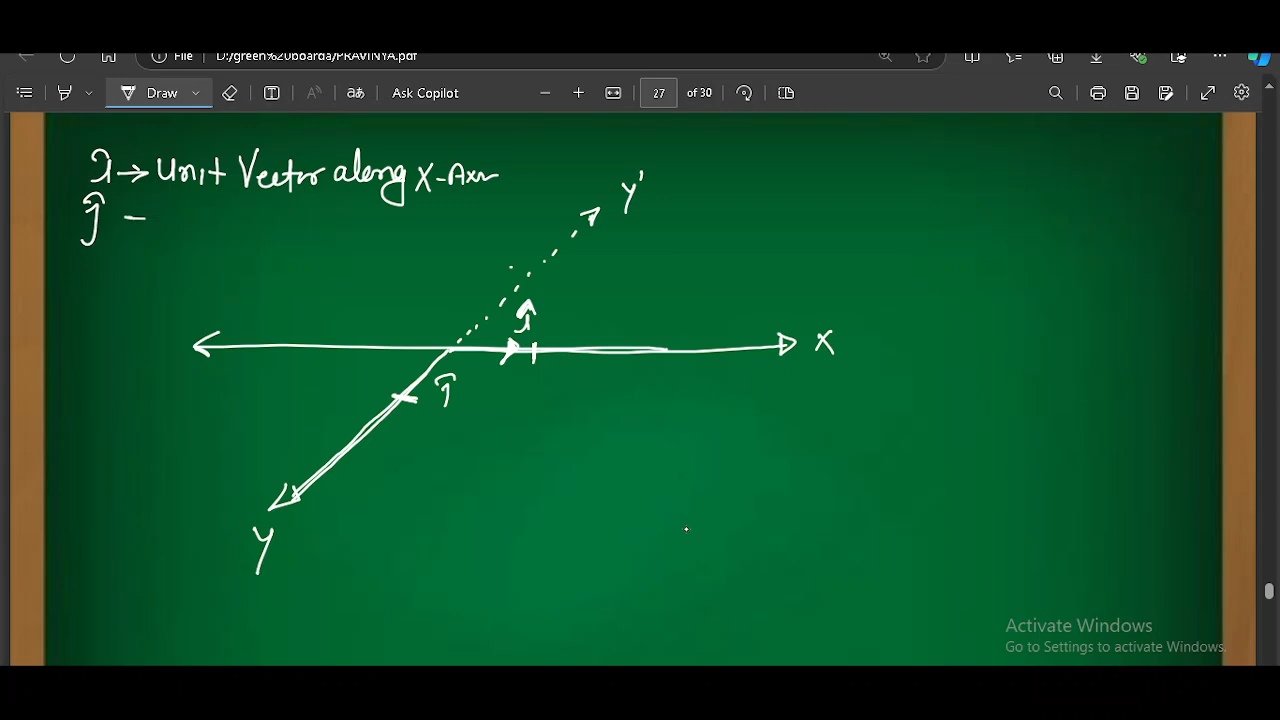 File D:/green%20boarda/PRAVINYA.pdf
Draw Ask Copilot 27 of 30
î → Unit Vector along X-Axis
ĵ -
Y'
î
X
ĵ
Y
Activate Windows
Go to Settings to activate Windows.